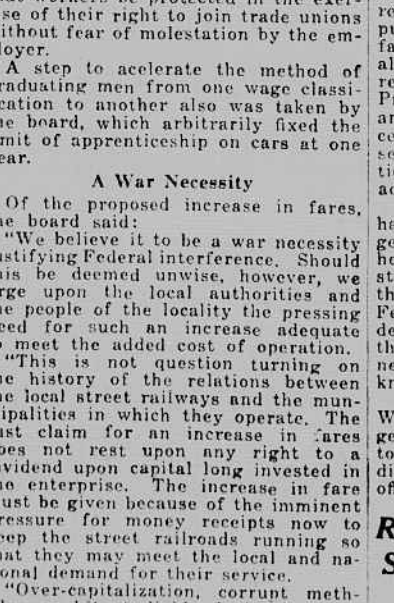 se of their right to join trade unions
ithout fear of molestation by the em-
loyer.
A step to acelerate the method of
raduating men from one wage classi-
cation to another also was taken by
e board, which arbitrarily fixed the
mit of apprenticeship on cars at one
ear.
A War Necessity
Of the proposed increase in fares,
e board said:
"We believe it to be a war necessity
ustifying Federal interference. Should
is be deemed unwise, however, we
rge upon the local authorities and
e people of the locality the pressing
eed for such an increase adequate
o meet the added cost of operation.
"This is not question turning on
e history of the relations between
e local street railways and the mun-
ipalities in which they operate. The
ust claim for an increase in fares
oes not rest upon any right to a
vidend upon capital long invested in
e enterprise. The increase in fare
ust be given because of the imminent
ressure for money receipts now to
eep the street railroads running so
at they may meet the local and na-
onal demand for their service.
"Over-capitalization, corrupt meth-